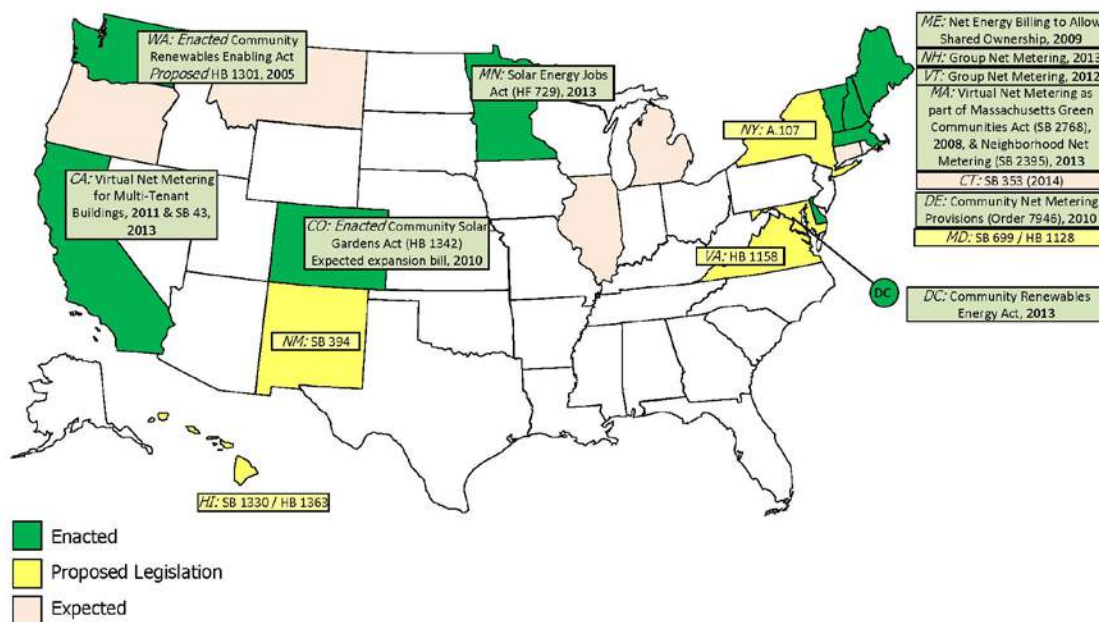 WA: Enacted Community
Renewables Enabling Act
Proposed HB 1301, 2005
MN: Solar Energy Jobs
Act (HF 729), 2013
ME: Net Energy Billing to Allow
Shared Ownership, 2009
NH: Group Net Metering, 2013
VT: Group Net Metering, 2012
MA: Virtual Net Metering as
part of Massachusetts Green
Communities Act (SB 2768),
2008, & Neighborhood Net
Metering (SB 2395), 2013
CT: SB 353 (2014)
DE: Community Net Metering
Provisions (Order 7946), 2010
MD: SB 699 / HB 1128
NY: A.107
CA: Virtual Net Metering
for Multi-Tenant
Buildings, 2011 & SB 43,
2013
CO: Enacted Community Solar
Gardens Act (HB 1342)
Expected expansion bill, 2010
VA: HB 1158
DC
DC: Community Renewables
Energy Act, 2013
NM: SB 394
HI: SB 1330 / HB 1363
Enacted
Proposed Legislation
Expected